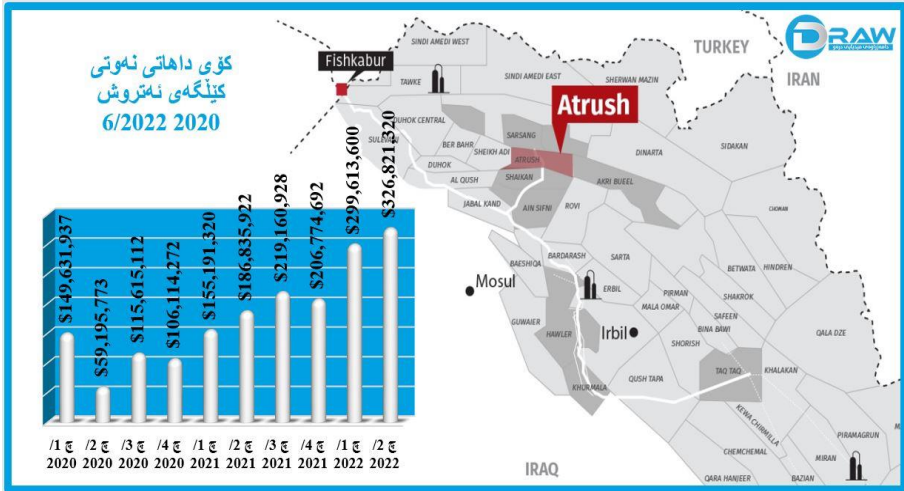 کۆی داهاتی نەوتی
کێڵگەی ئەتروش
6/2022 2020
$149,631,937
$59,195,773
$115,615,112
$106,114,272
$155,191,320
$186,835,922
$219,160,928
$206,774,692
$299,613,600
$326,821,320
چ 1/ 2020
چ 2/ 2020
چ 3/ 2020
چ 4/ 2020
چ 1/ 2021
چ 2/ 2021
چ 3/ 2021
چ 4/ 2021
چ 1/ 2022
چ 2/ 2022
DRAW
TURKEY
IRAN
IRAQ
Fishkabur
Atrush
Mosul
Irbil
SINDI AMEDI WEST
TAWKE
SINDI AMEDI EAST
SHERWAN MAZIN
DUHOK CENTRAL
SULEVANI
BER BAHR
SARSANG
SHEIKH ADI
ATRUSH
DINARTA
SIDAKAN
DUHOK
AL QUSH
SHAIKAN
AKRI BIJEEL
JABAL KAND
AIN SIFNI
ROVI
CHOMAN
BAESHIQA
BARDARASH
SARTA
BETWATA
HINDREN
ERBIL
PIRMAN
SHAKROK
MALA OMAR
SAFEEN
GUWAIER
HAWLER
BINA BAWI
SHORISH
QALA DZE
QUSH TAPA
TAQ TAQ
KHALAKAN
KHURMALA
KEWA CHIRMILLA
PIRAMAGRUN
CHEMCHEMAL
MIRAN
QARA HANJEER
BAZIAN